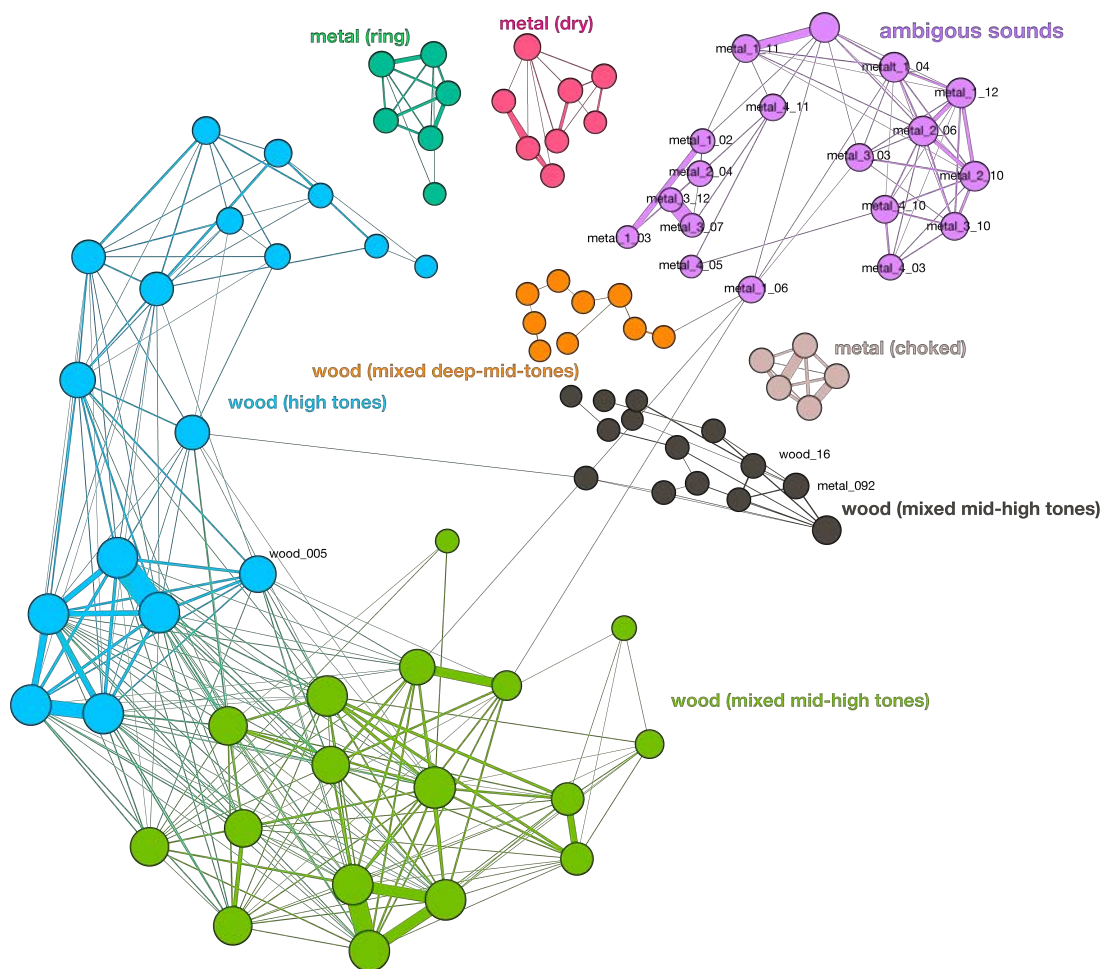 metal (ring)
metal (dry)
ambigous sounds
metal_1_11
metalt_1_04
metal_1_12
metal_4_11
metal_2_06
metal_1_02
metal_3_03
metal_2_04
metal_2_10
metal_3_12
metal_4_10
metal_3_07
metal_3_10
metal_1_03
metal_4_05
metal_4_03
metal_1_06
metal (choked)
wood (mixed deep-mid-tones)
wood (high tones)
wood_16
metal_092
wood (mixed mid-high tones)
wood_005
wood (mixed mid-high tones)